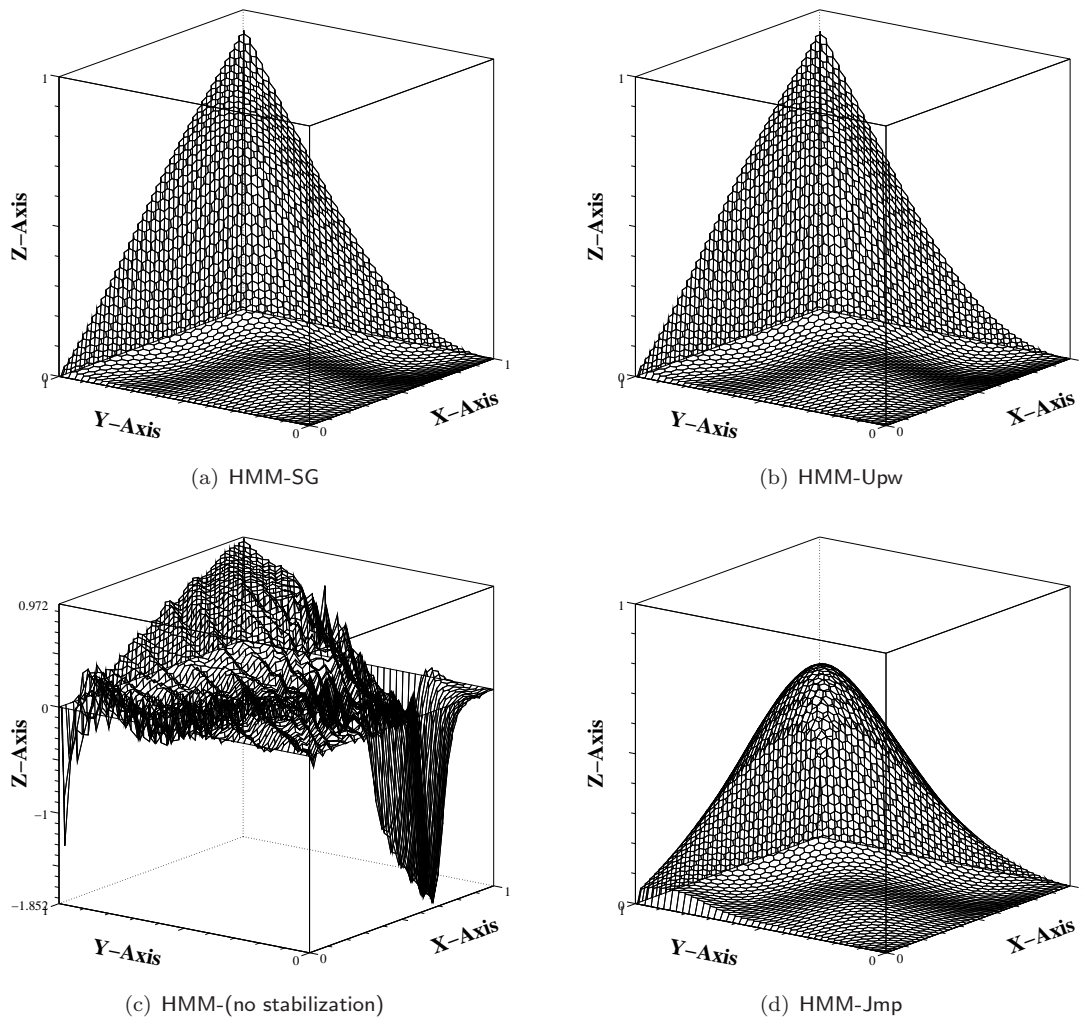 1
Z–Axis
0
1
Y–Axis
0
0
X–Axis
1
(a) HMM-SG
1
Z–Axis
0
1
Y–Axis
0
0
X–Axis
(b) HMM-Upw
0.972
0
Z–Axis
−1
−1.852
1
Y–Axis
0
0
X–Axis
1
(c) HMM-(no stabilization)
1
Z–Axis
0
1
Y–Axis
0
0
X–Axis
(d) HMM-Jmp